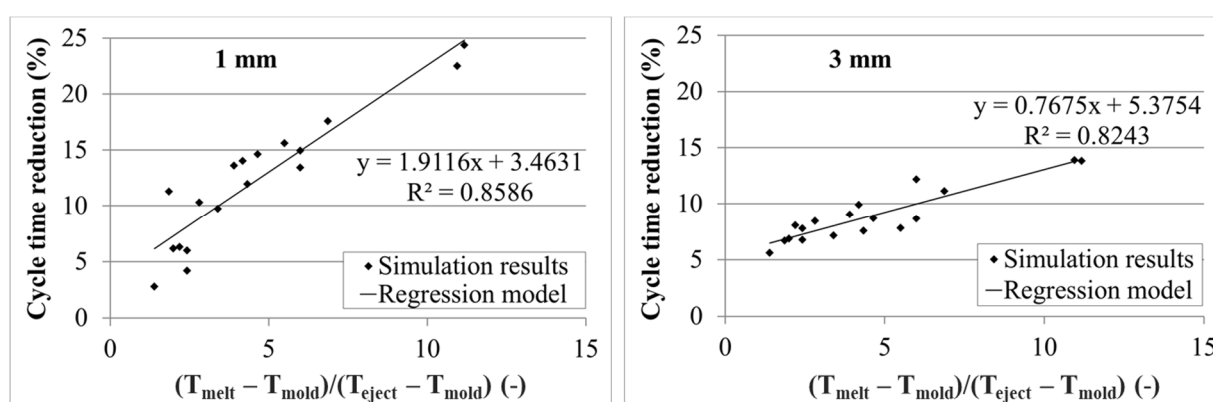 Cycle time reduction (%)
25
20
15
10
5
0
1 mm
y = 1.9116x + 3.4631
R² = 0.8586
Simulation results
Regression model
0 5 10 15
(Tmelt – Tmold)/(Teject – Tmold) (-)
Cycle time reduction (%)
25
20
15
10
5
0
3 mm
y = 0.7675x + 5.3754
R² = 0.8243
Simulation results
Regression model
0 5 10 15
(Tmelt – Tmold)/(Teject – Tmold) (-)